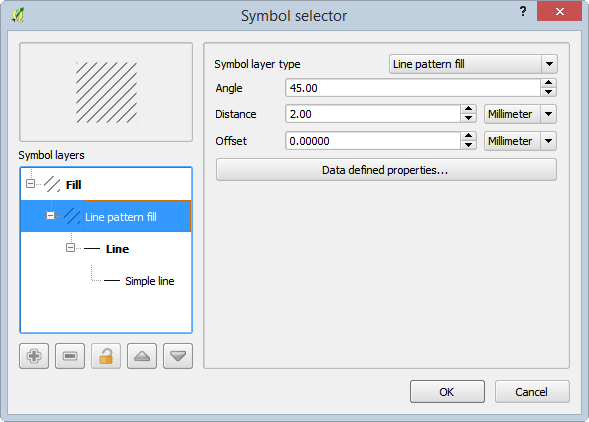 Symbol selector
?
Symbol layers
Fill
Line pattern fill
Line
Simple line
Symbol layer type Line pattern fill
Angle 45.00
Distance 2.00 Millimeter
Offset 0.00000 Millimeter
Data defined properties...
OK Cancel